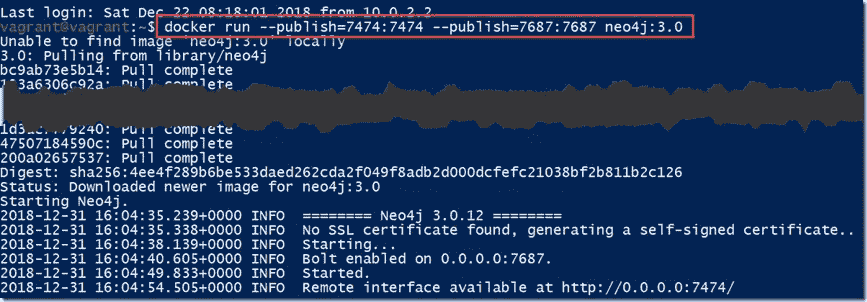 Last login: Sat Dec 22 08:18:01 2018 from 10.0.2.2
vagrant@vagrant:~$ docker run --publish=7474:7474 --publish=7687:7687 neo4j:3.0
Unable to find image 'neo4j:3.0' locally
3.0: Pulling from library/neo4j
bc9ab73e5b14: Pull complete
Pull complete
Pull complete
47507184590c: Pull complete
200a02657537: Pull complete
Digest: sha256:4ee4f289b6be533daed262cda2f049f8adb2d000dcfefc21038bf2b811b2c126
Status: Downloaded newer image for neo4j:3.0
Starting Neo4j.
2018-12-31 16:04:35.239+0000 INFO  ======== Neo4j 3.0.12 ========
2018-12-31 16:04:35.338+0000 INFO  No SSL certificate found, generating a self-signed certificate..
2018-12-31 16:04:38.139+0000 INFO  Starting...
2018-12-31 16:04:40.605+0000 INFO  Bolt enabled on 0.0.0.0:7687.
2018-12-31 16:04:49.833+0000 INFO  Started.
2018-12-31 16:04:54.505+0000 INFO  Remote interface available at http://0.0.0.0:7474/